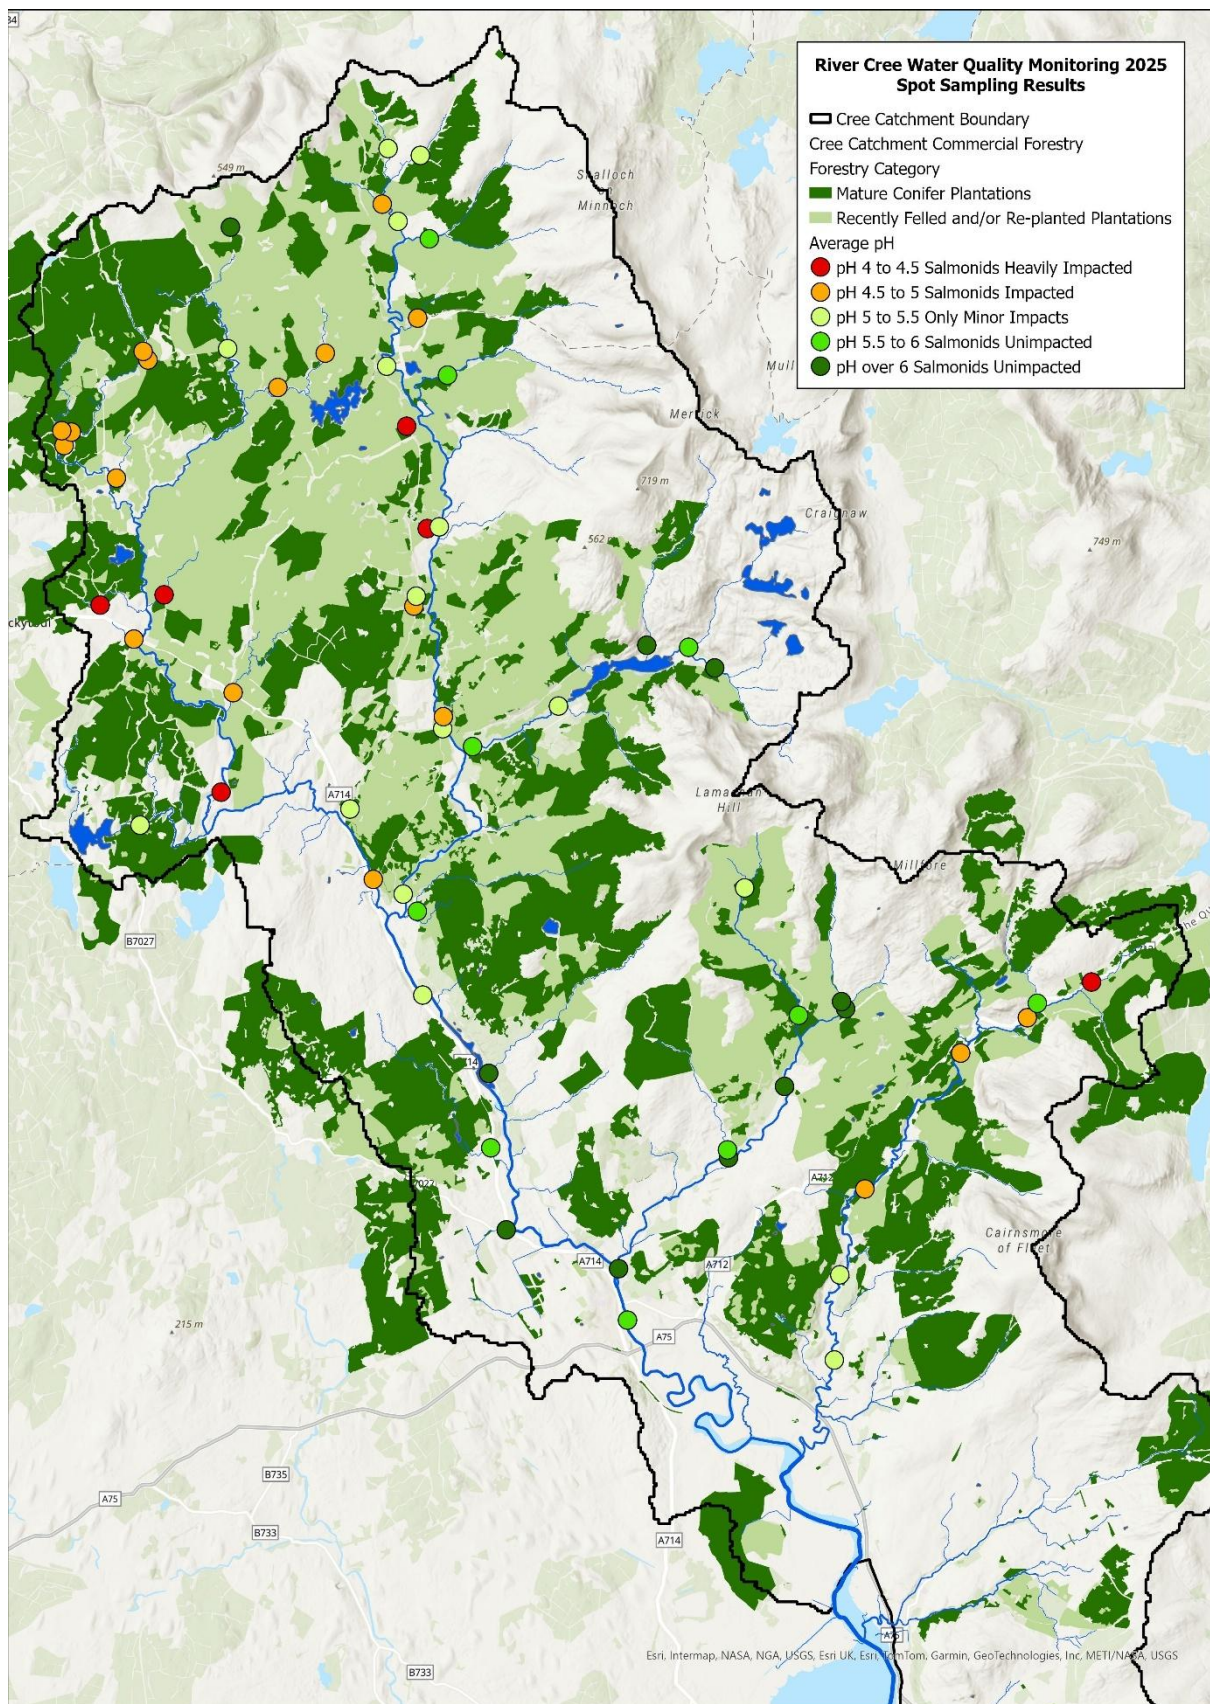 River Cree Water Quality Monitoring 2025
Spot Sampling Results
Cree Catchment Boundary
Cree Catchment Commercial Forestry
Forestry Category
Mature Conifer Plantations
Recently Felled and/or Re-planted Plantations
Average pH
pH 4 to 4.5 Salmonids Heavily Impacted
pH 4.5 to 5 Salmonids Impacted
pH 5 to 5.5 Only Minor Impacts
pH 5.5 to 6 Salmonids Unimpacted
pH over 6 Salmonids Unimpacted
549 m
Minnoch
Merrick
719 m
Craignaw
562 m
749 m
A714
Hill
Millfore
B7027
The Qu
A712
Cairnsmore
of Fleet
A714
A712
215 m
A75
B735
A75
B733
A714
A75
B733
Esri, Intermap, NASA, NGA, USGS, Esri UK, Esri, TomTom, Garmin, GeoTechnologies, Inc, METI/NASA, USGS